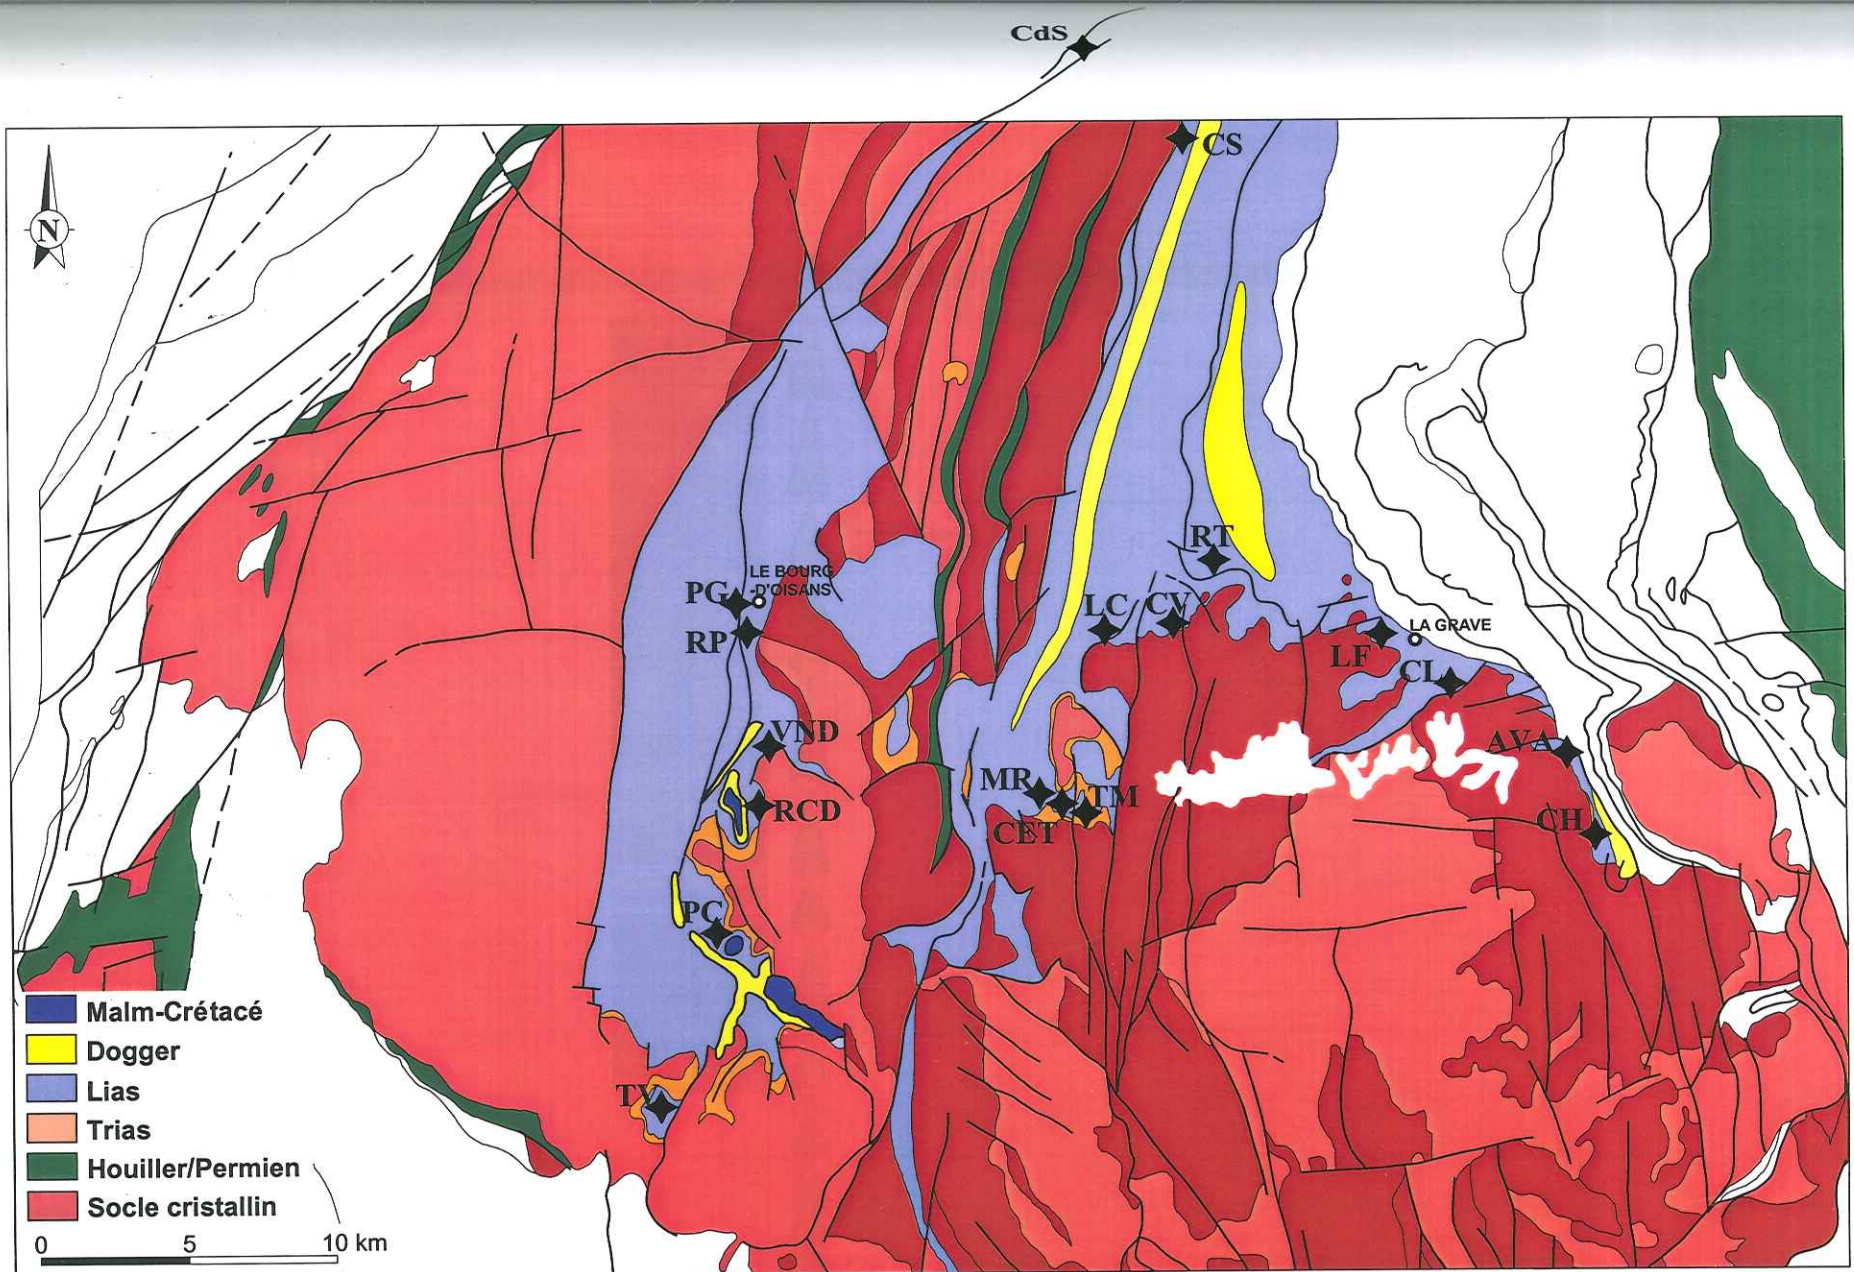 CdS
CS
N
RT
LE BOURG
-D'OISANS
PG
LC
CV
LA GRAVE
RP
LF
CL
VND
AVA
MR
TM
RCD
CET
CH
PC
TV
Malm-Crétacé
Dogger
Lias
Trias
Houiller/Permien
Socle cristallin
0
5
10 km